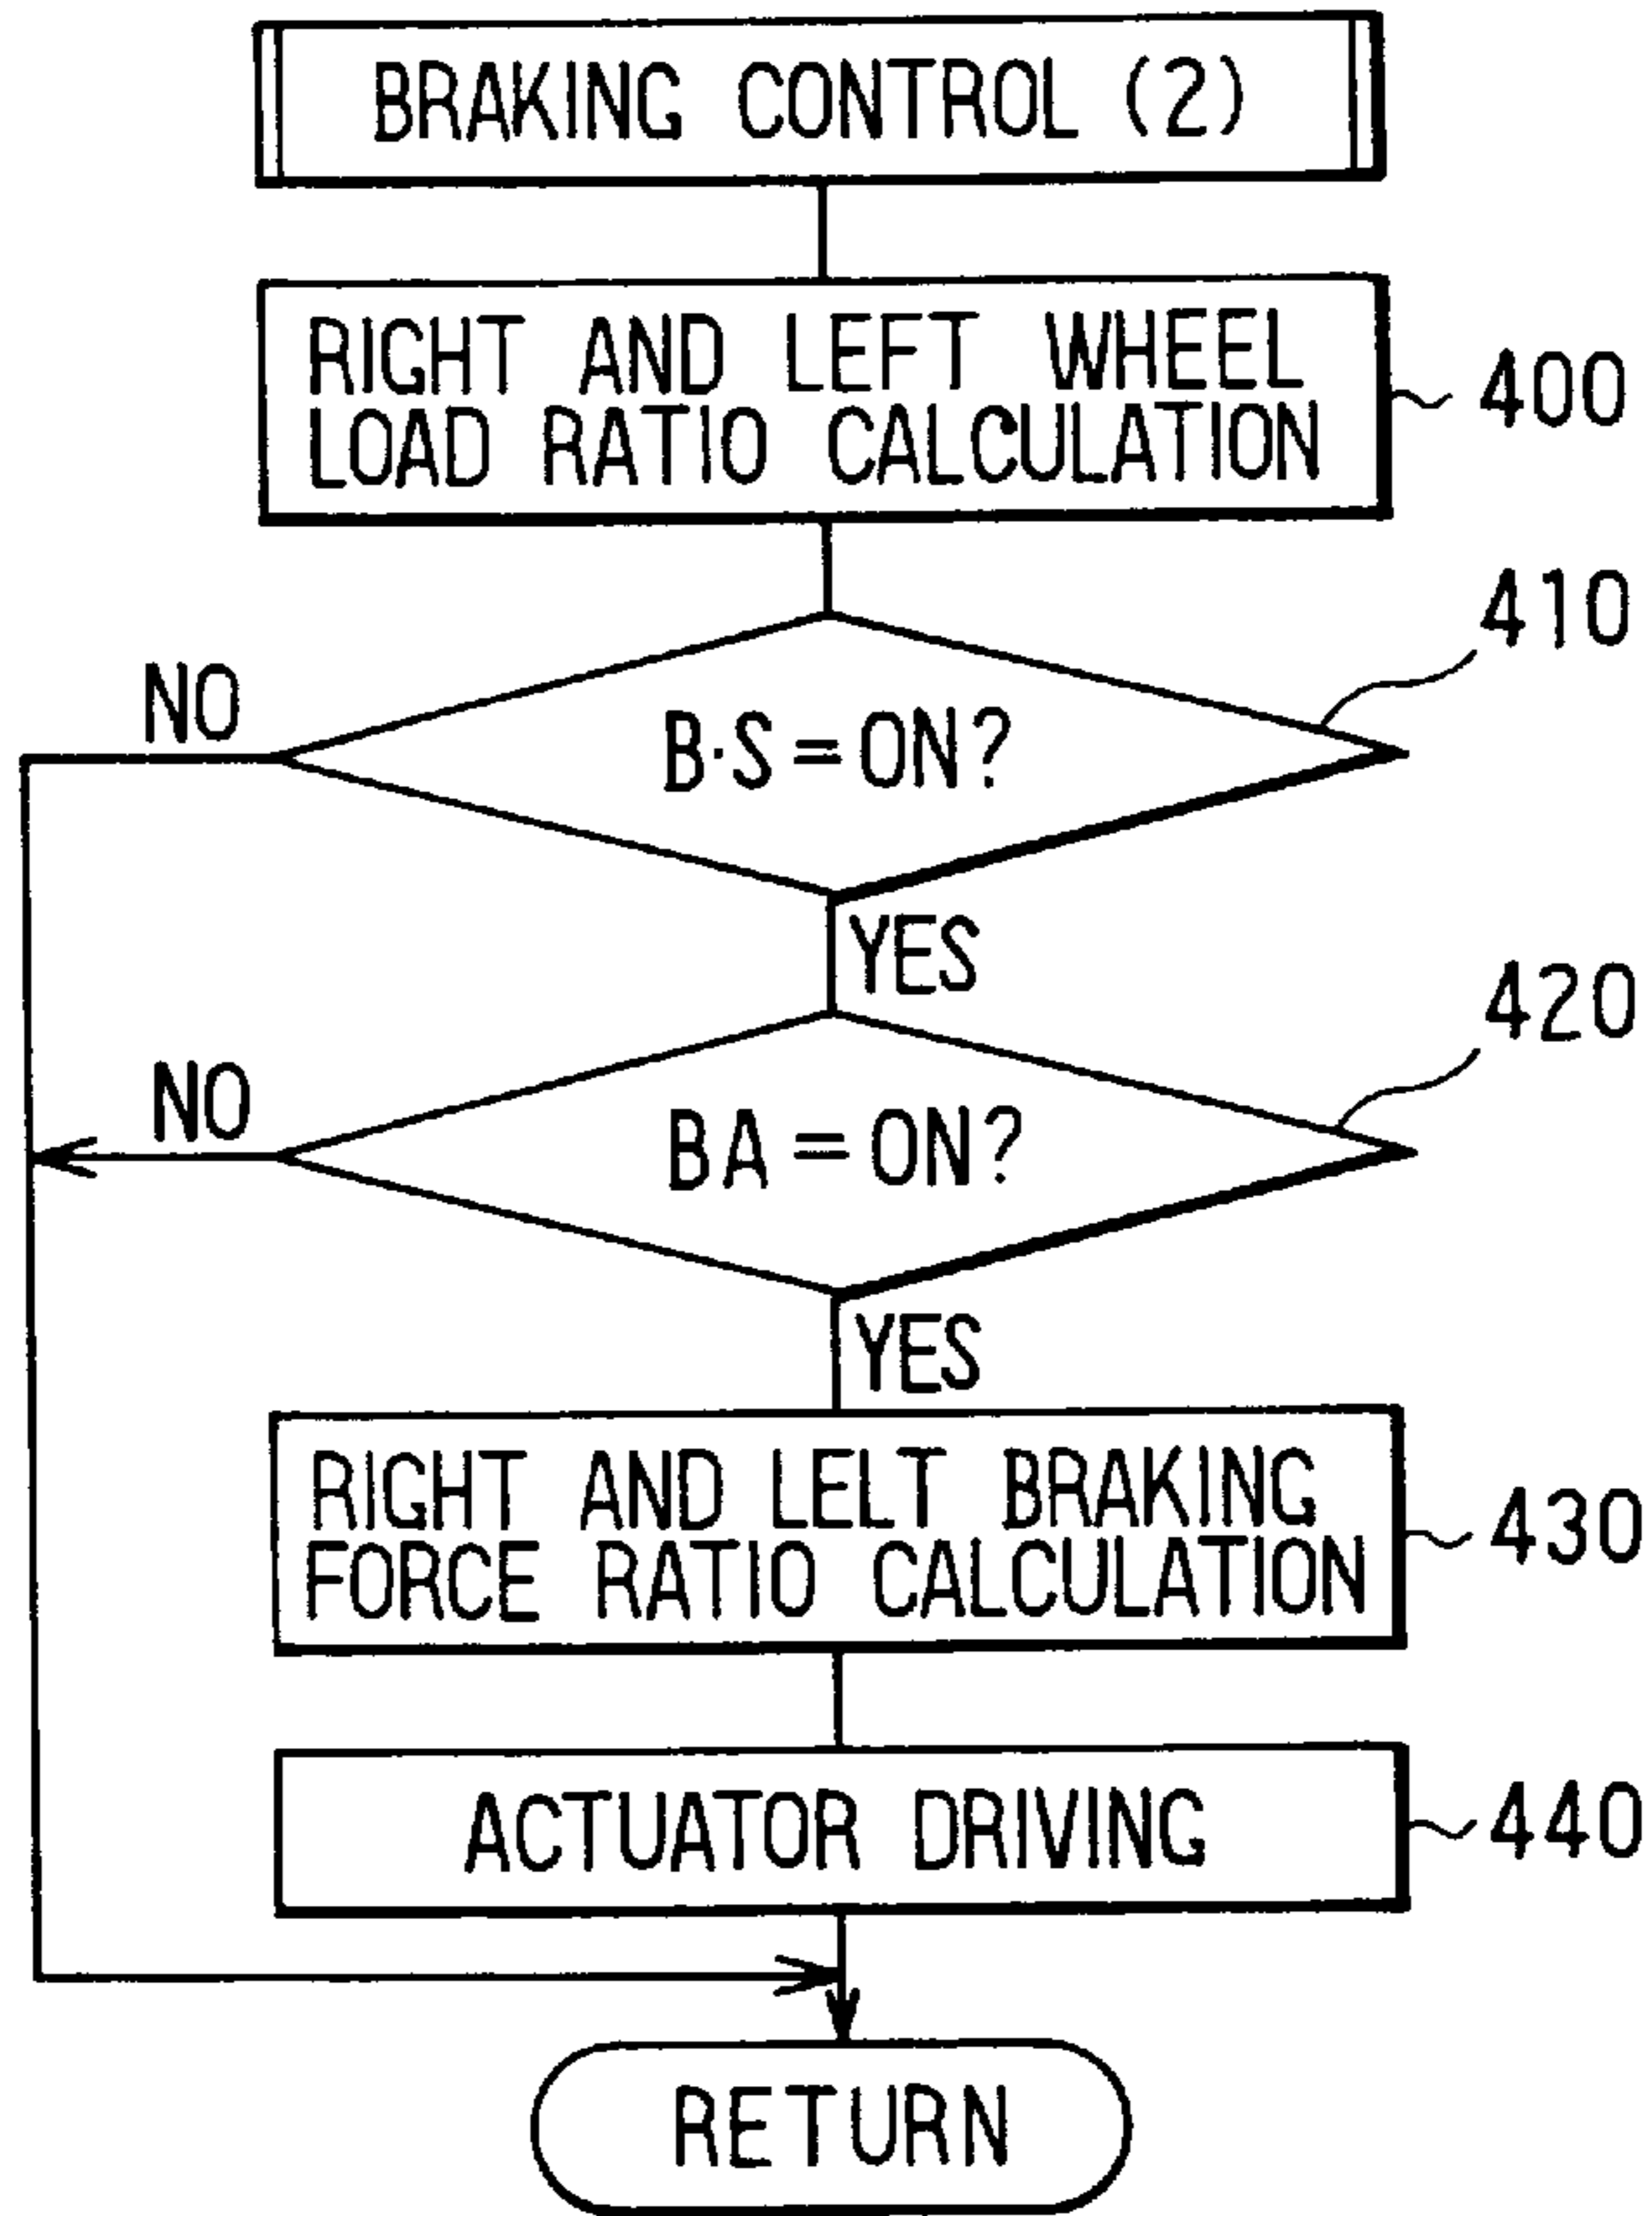 BRAKING CONTROL (2)
RIGHT AND LEFT WHEEL
LOAD RATIO CALCULATION
400
410
NO
B·S=ON?
YES
420
NO
BA=ON?
YES
RIGHT AND LELT BRAKING
FORCE RATIO CALCULATION
430
ACTUATOR DRIVING
440
RETURN